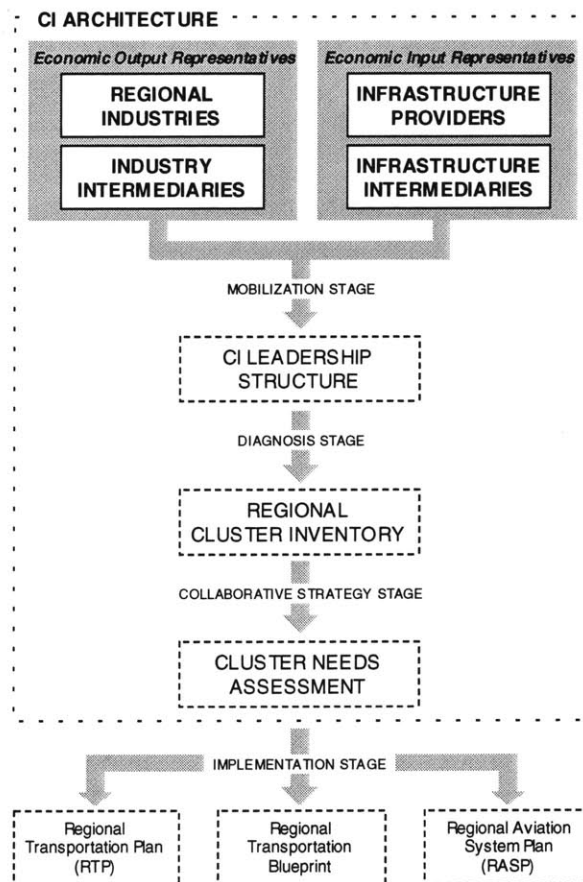 CI ARCHITECTURE
Economic Output Representatives
REGIONAL
INDUSTRIES
INDUSTRY
INTERMEDIARIES
Economic Input Representatives
INFRASTRUCTURE
PROVIDERS
INFRASTRUCTURE
INTERMEDIARIES
MOBILIZATION STAGE
CI LEADERSHIP
STRUCTURE
DIAGNOSIS STAGE
REGIONAL
CLUSTER INVENTORY
COLLABORATIVE STRATEGY STAGE
CLUSTER NEEDS
ASSESSMENT
IMPLEMENTATION STAGE
Regional
Transportation Plan
(RTP)
Regional
Transportation
Blueprint
Regional Aviation
System Plan
(RASP)